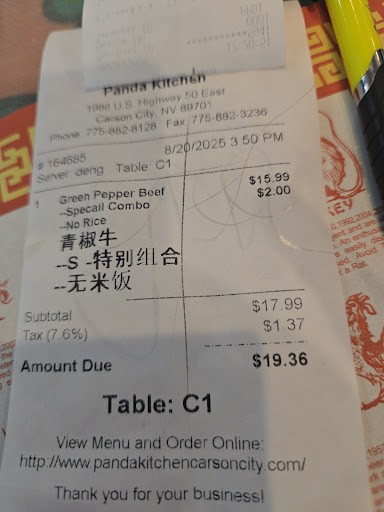 Panda Kitchen
1986 U.S. Highway 50 East
Carson City, NV 89701
Phone: 775-882-8128 Fax: 775-882-3236
# 164685 8/20/2025 3:50 PM
Server: deng Table: C1
1 Green Pepper Beef $15.99
--Specail Combo $2.00
--No Rice
青椒牛
--S -特别组合
--无米饭
Subtotal $17.99
Tax (7.6%) $1.37
Amount Due $19.36
Table: C1
View Menu and Order Online:
http://www.pandakitchencarsoncity.com/
Thank you for your business!